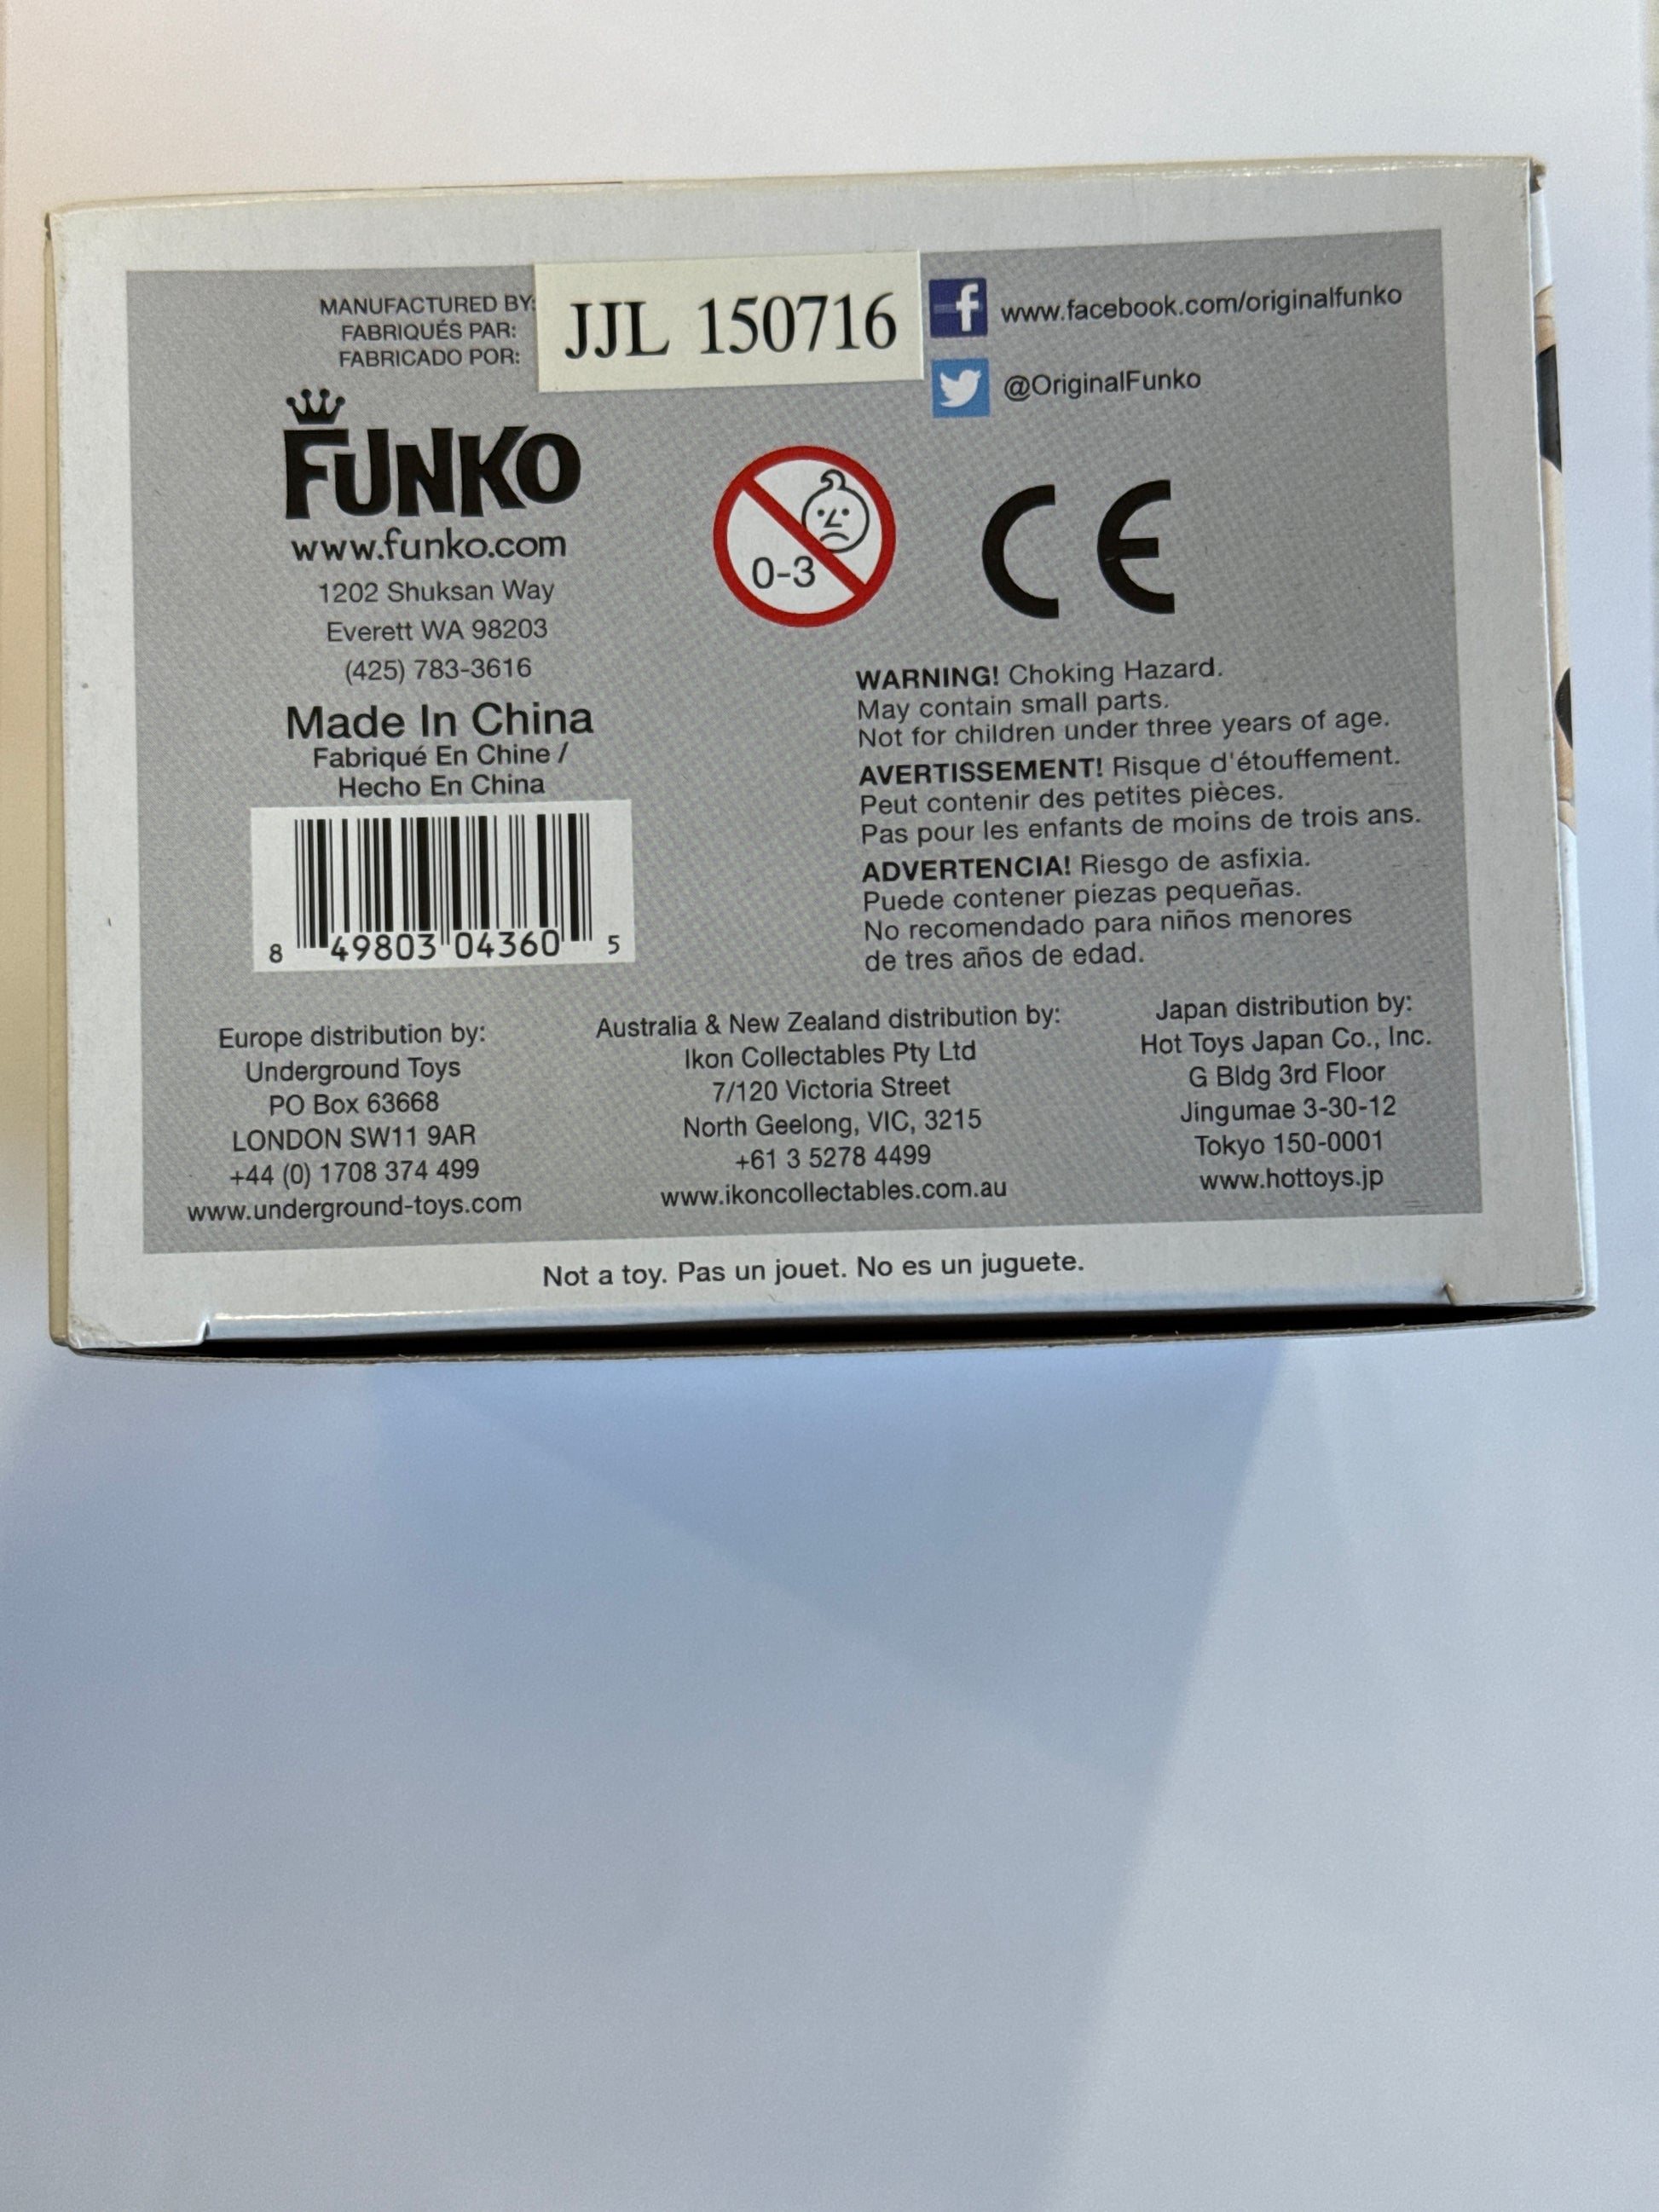 MANUFACTURED BY:
FABRIQUÉS PAR:
FABRICADO POR:
JJL 150716
f www.facebook.com/originalfunko
@OriginalFunko
FUNKO
www.funko.com
1202 Shuksan Way
Everett WA 98203
(425) 783-3616
Made In China
Fabriqué En Chine /
Hecho En China
8 49803 04360 5
0-3
CE
WARNING! Choking Hazard.
May contain small parts.
Not for children under three years of age.
AVERTISSEMENT! Risque d'étouffement.
Peut contenir des petites pièces.
Pas pour les enfants de moins de trois ans.
ADVERTENCIA! Riesgo de asfixia.
Puede contener piezas pequeñas.
No recomendado para niños menores
de tres años de edad.
Europe distribution by:
Underground Toys
PO Box 63668
LONDON SW11 9AR
+44 (0) 1708 374 499
www.underground-toys.com
Australia & New Zealand distribution by:
Ikon Collectables Pty Ltd
7/120 Victoria Street
North Geelong, VIC, 3215
+61 3 5278 4499
www.ikoncollectables.com.au
Japan distribution by:
Hot Toys Japan Co., Inc.
G Bldg 3rd Floor
Jingumae 3-30-12
Tokyo 150-0001
www.hottoys.jp
Not a toy. Pas un jouet. No es un juguete.